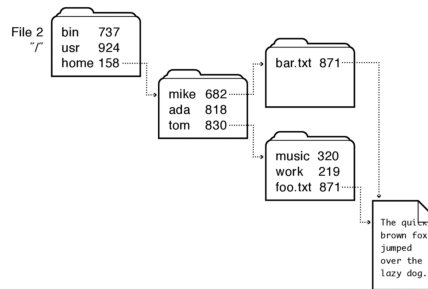 File 2
"/"
bin 737
usr 924
home 158
mike 682
ada 818
tom 830
bar.txt 871
music 320
work 219
foo.txt 871
The quick
brown fox
jumped
over the
lazy dog.